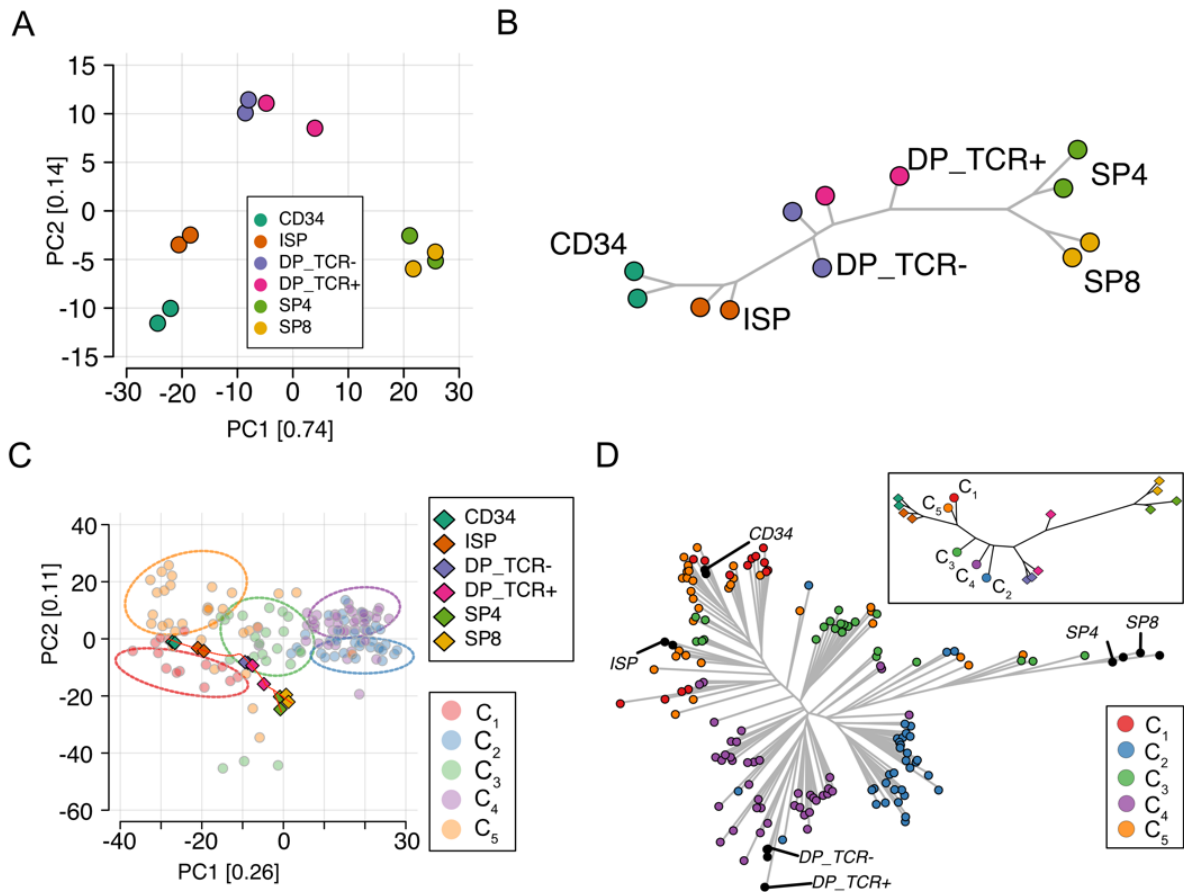 A
15
10
5
0
-5
-10
-15
PC2 [0.14]
-30 -20 -10 0 10 20 30
PC1 [0.74]
CD34
ISP
DP_TCR-
DP_TCR+
SP4
SP8
B
DP_TCR+
SP4
CD34
DP_TCR-
SP8
ISP
C
40
20
0
-20
-40
-60
PC2 [0.11]
-40 -20 0 30
PC1 [0.26]
CD34
ISP
DP_TCR-
DP_TCR+
SP4
SP8
C1
C2
C3
C4
C5
D
C1
C5
C3
C4
C2
CD34
ISP
SP4
SP8
DP_TCR-
DP_TCR+
C1
C2
C3
C4
C5